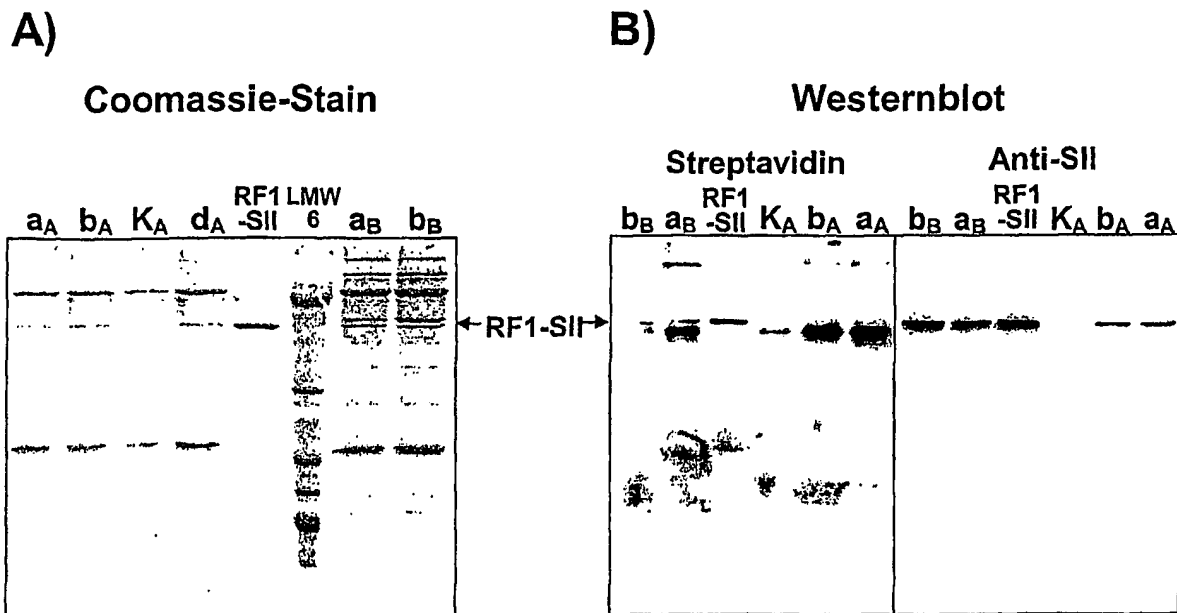 A)
B)
Coomassie-Stain
Westernblot
Streptavidin
Anti-SII
aA bA KA dA RF1 -SII LMW 6 aB bB
bB aB RF1 -SII KA bA aA
bB aB RF1 -SII KA bA aA
RF1-SII